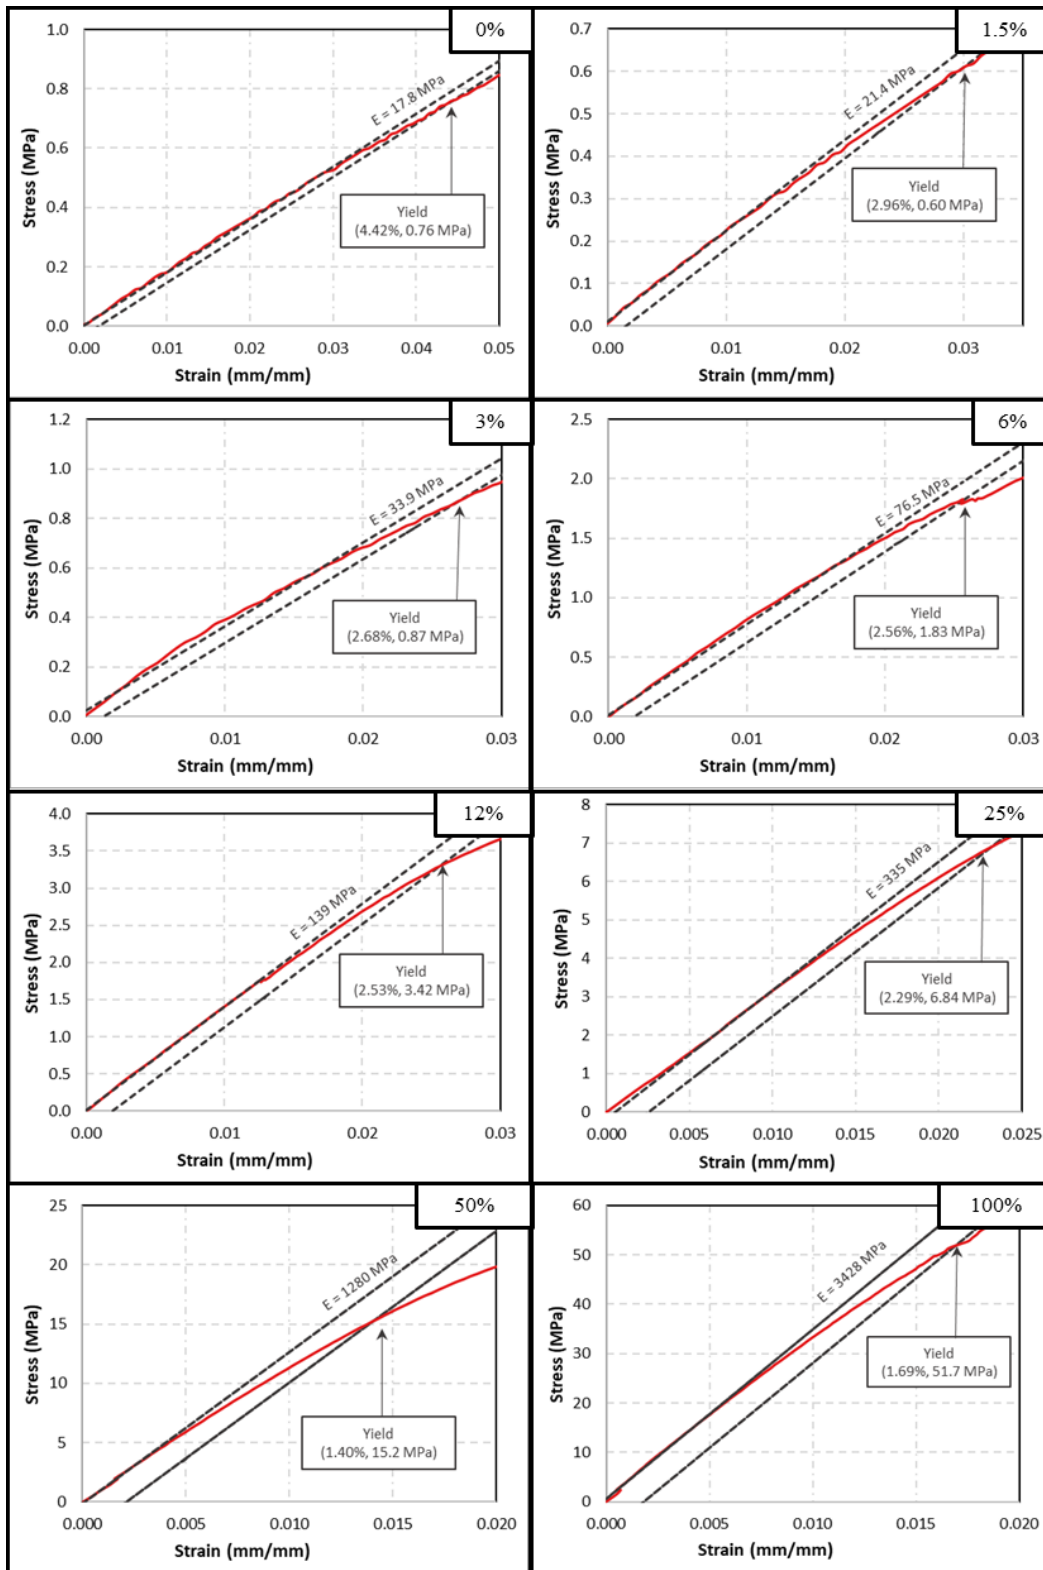 0%
1.0
0.8
0.6
0.4
0.2
0.0
Stress (MPa)
E = 17.8 MPa
Yield
(4.42%, 0.76 MPa)
0.00 0.01 0.02 0.03 0.04 0.05
Strain (mm/mm)
1.5%
0.7
0.6
0.5
0.4
0.3
0.2
0.1
0.0
Stress (MPa)
E = 21.4 MPa
Yield
(2.96%, 0.60 MPa)
0.00 0.01 0.02 0.03
Strain (mm/mm)
3%
1.2
1.0
0.8
0.6
0.4
0.2
0.0
Stress (MPa)
E = 33.9 MPa
Yield
(2.68%, 0.87 MPa)
0.00 0.01 0.02 0.03
Strain (mm/mm)
6%
2.5
2.0
1.5
1.0
0.5
0.0
Stress (MPa)
E = 76.5 MPa
Yield
(2.56%, 1.83 MPa)
0.00 0.01 0.02 0.03
Strain (mm/mm)
12%
4.0
3.5
3.0
2.5
2.0
1.5
1.0
0.5
0.0
Stress (MPa)
E = 139 MPa
Yield
(2.53%, 3.42 MPa)
0.00 0.01 0.02 0.03
Strain (mm/mm)
25%
8
7
6
5
4
3
2
1
0
Stress (MPa)
E = 335 MPa
Yield
(2.29%, 6.84 MPa)
0.000 0.005 0.010 0.015 0.020 0.025
Strain (mm/mm)
50%
25
20
15
10
5
0
Stress (MPa)
E = 1280 MPa
Yield
(1.40%, 15.2 MPa)
0.000 0.005 0.010 0.015 0.020
Strain (mm/mm)
100%
60
50
40
30
20
10
0
Stress (MPa)
E = 3428 MPa
Yield
(1.69%, 51.7 MPa)
0.000 0.005 0.010 0.015 0.020
Strain (mm/mm)